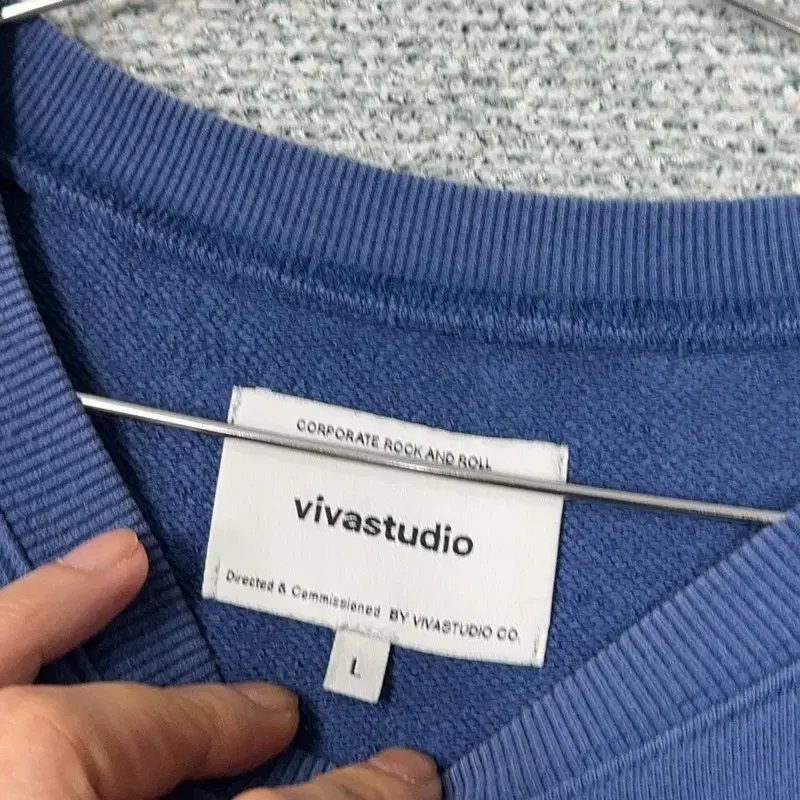 CORPORATE ROCK AND ROLL
vivastudio
Directed & Commissioned BY VIVASTUDIO CO.
L